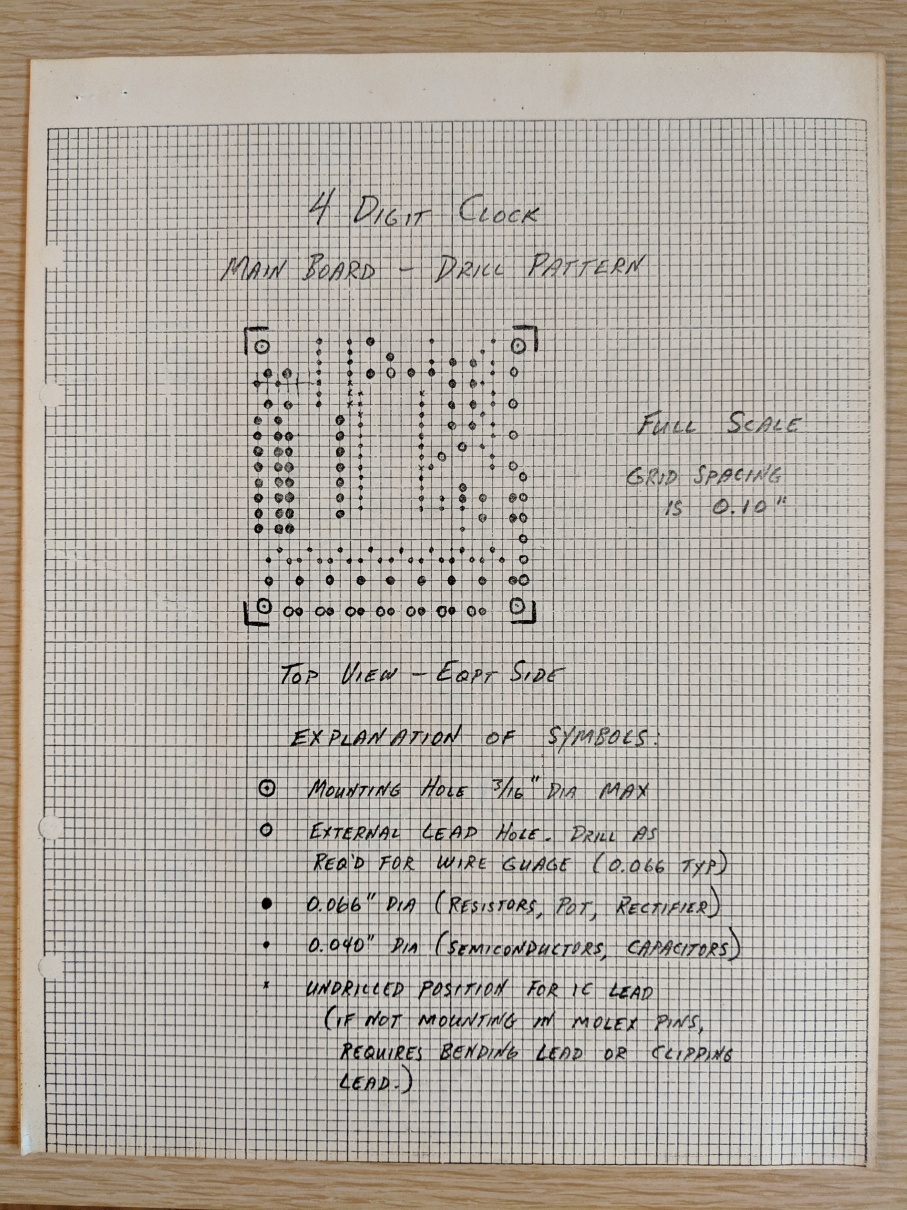 4 DIGIT CLOCK
MAIN BOARD - DRILL PATTERN
FULL SCALE
GRID SPACING
IS 0.10"
TOP VIEW - EQPT SIDE
EXPLANATION OF SYMBOLS:
MOUNTING HOLE 3/16" DIA MAX
EXTERNAL LEAD HOLE. DRILL AS
REQ'D FOR WIRE GUAGE (0.066 TYP)
0.066" DIA (RESISTORS, POT, RECTIFIER)
0.040" DIA (SEMICONDUCTORS, CAPACITORS)
UNDRILLED POSITION FOR IC LEAD
(IF NOT MOUNTING IN MOLEX PINS,
REQUIRES BENDING LEAD OR CLIPPING
LEAD.)